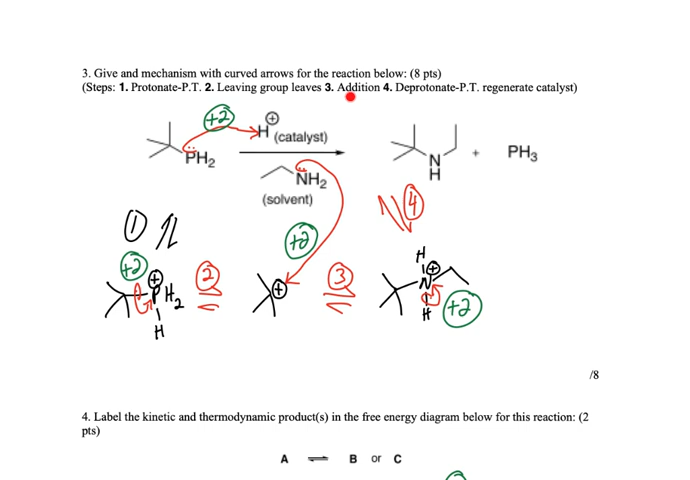 3. Give and mechanism with curved arrows for the reaction below: (8 pts)
(Steps: 1. Protonate-P.T. 2. Leaving group leaves 3. Addition 4. Deprotonate-P.T. regenerate catalyst)
+2
H⊕
(catalyst)
PH2
NH2
(solvent)
N
H
+
PH3
1
4
+2
+2
⊕
P H2
H
2
⊕
3
H
⊕
N
H
+2
/8
4. Label the kinetic and thermodynamic product(s) in the free energy diagram below for this reaction: (2
pts)
A ⇌ B or C